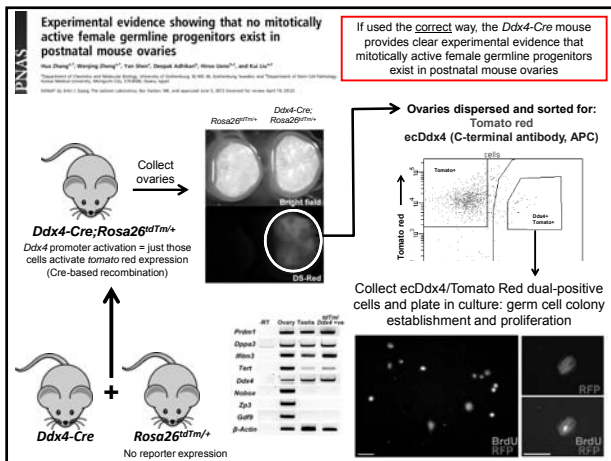 PNAS
Experimental evidence showing that no mitotically
active female germline progenitors exist in
postnatal mouse ovaries
If used the correct way, the Ddx4-Cre mouse
provides clear experimental evidence that
mitotically active female germline progenitors
exist in postnatal mouse ovaries
Rosa26tdTm/+
Ddx4-Cre;
Rosa26tdTm/+
Collect
ovaries
Bright field
DS-Red
Ddx4-Cre;Rosa26tdTm/+
Ddx4 promoter activation = just those
cells activate tomato red expression
(Cre-based recombination)
Ovaries dispersed and sorted for:
Tomato red
ecDdx4 (C-terminal antibody, APC)
cells
Tomato+
Ddx4+
Tomato+
Tomato red
Collect ecDdx4/Tomato Red dual-positive
cells and plate in culture: germ cell colony
establishment and proliferation
-RT
Ovary
Testis
tdTm/
Ddx4 +ve
Prdm1
Dppa3
Ifitm3
Tert
Ddx4
Nobox
Zp3
Gdf9
β-Actin
BrdU
RFP
RFP
BrdU
RFP
+
Ddx4-Cre
Rosa26tdTm/+
No reporter expression